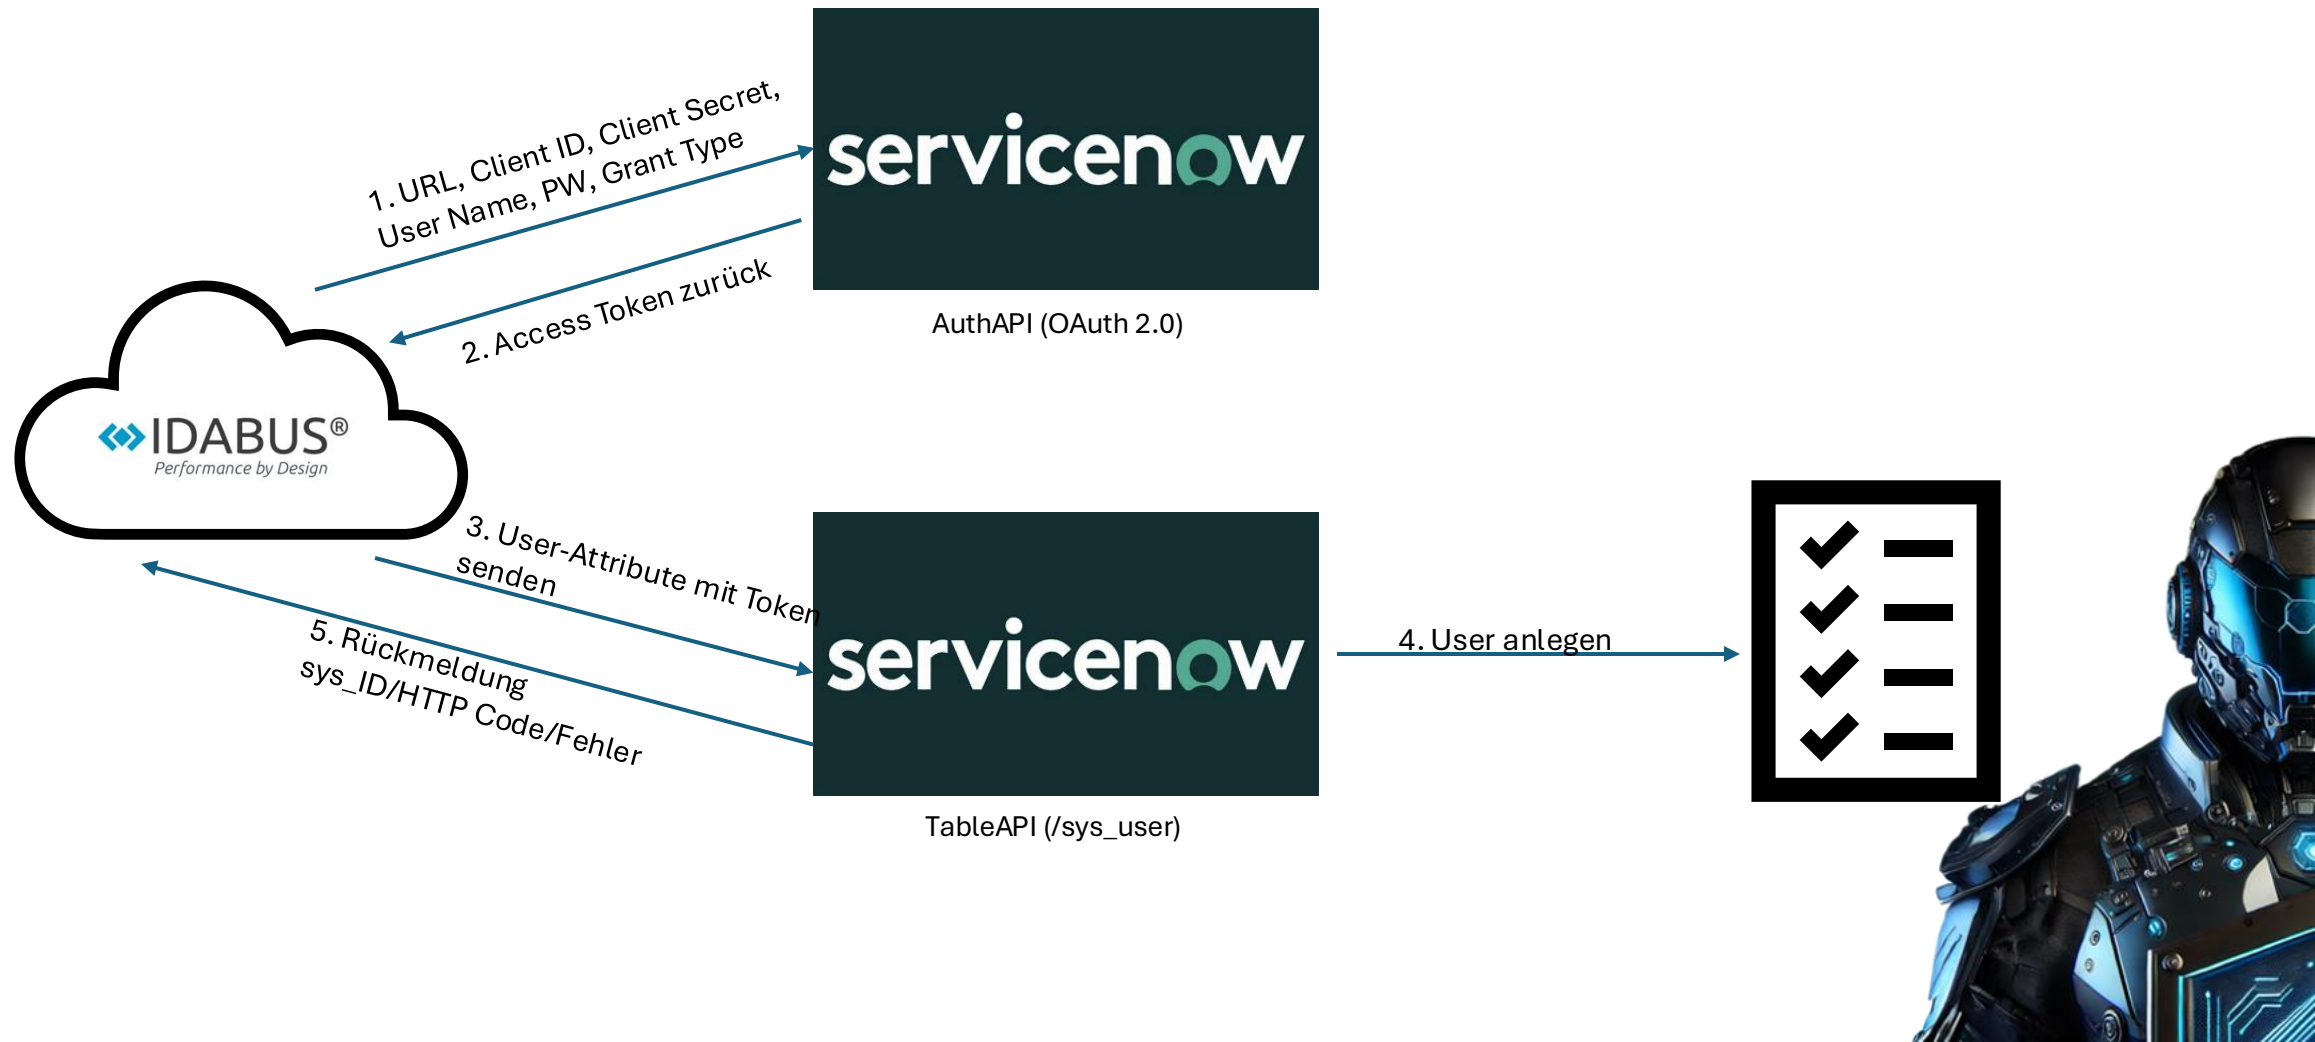 1. URL, Client ID, Client Secret,
User Name, PW, Grant Type
servicenow
2. Access Token zurück
AuthAPI (OAuth 2.0)
IDABUS®
Performance by Design
3. User-Attribute mit Token
senden
servicenow
4. User anlegen
5. Rückmeldung
sys_ID/HTTP Code/Fehler
TableAPI (/sys_user)